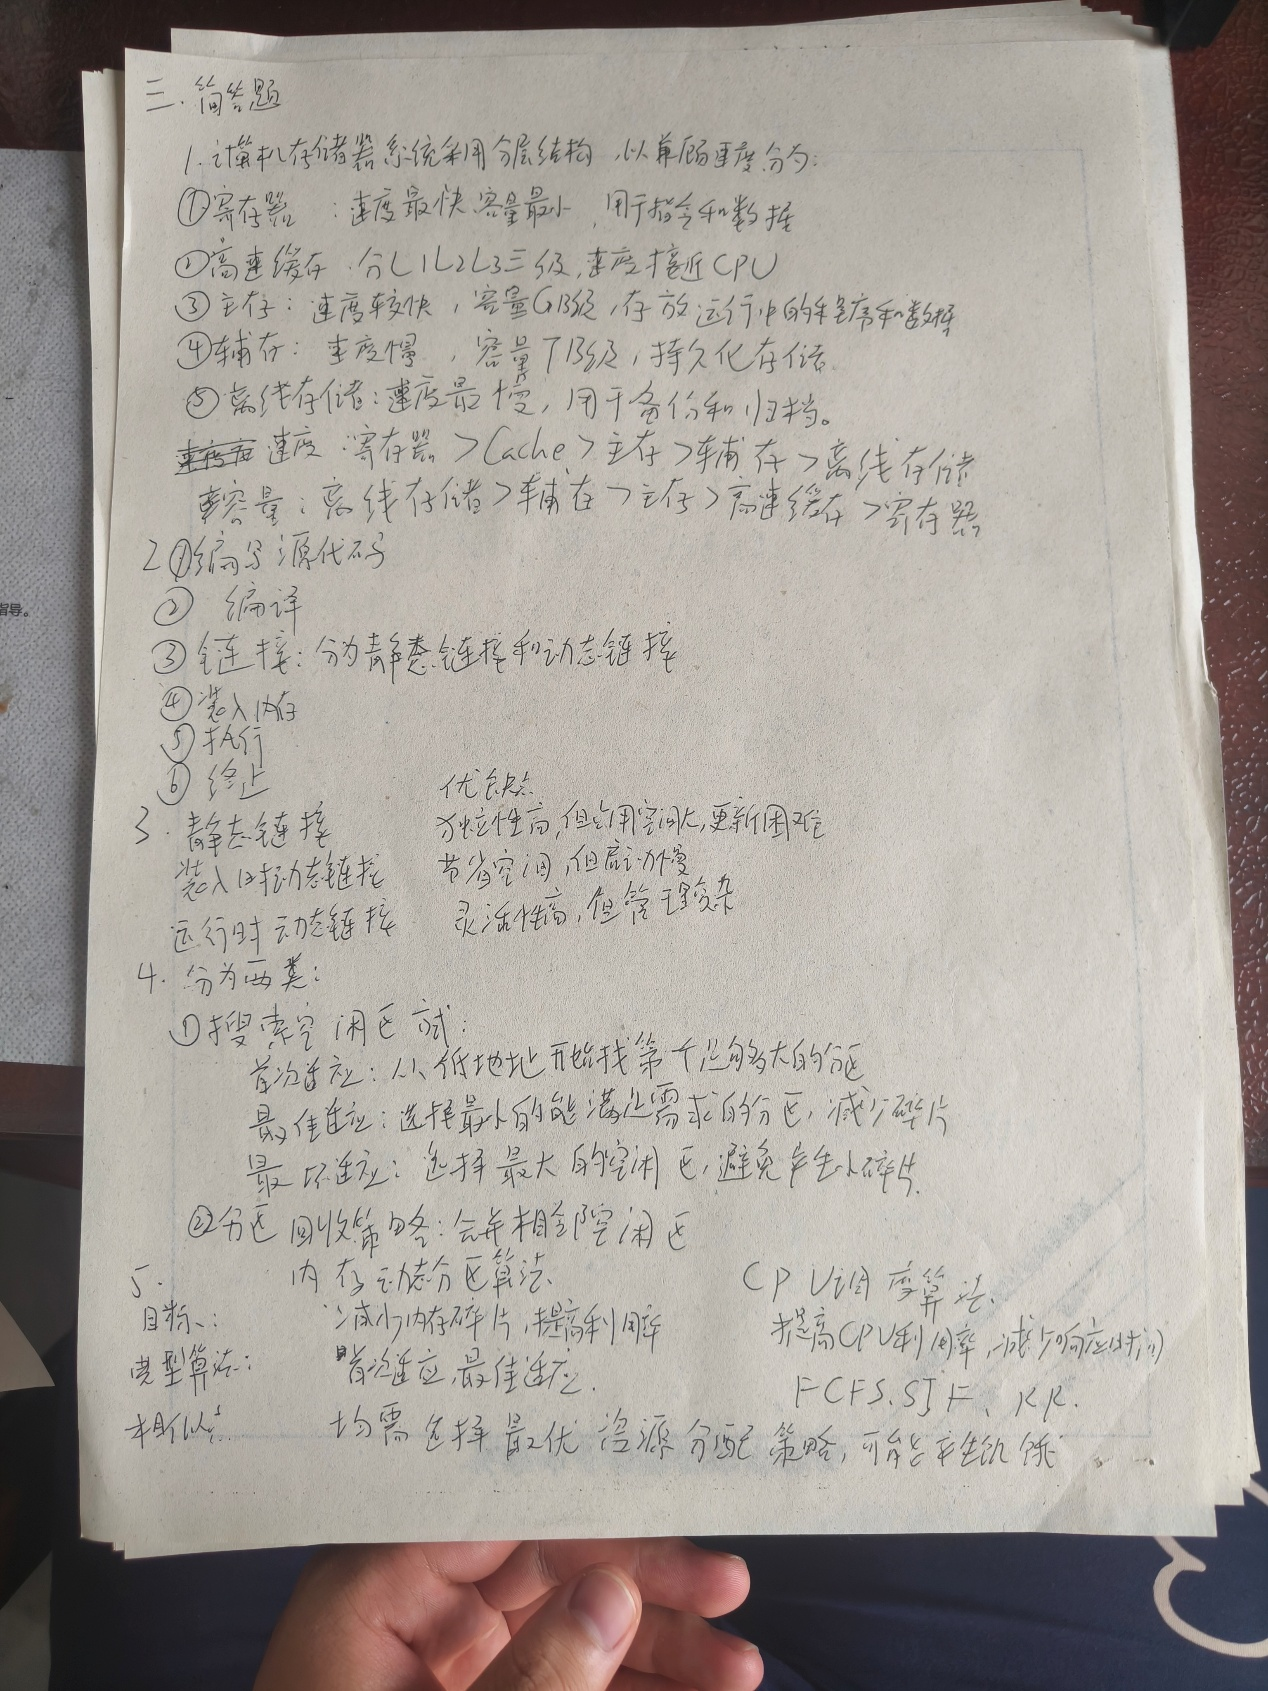 三.简答题
1.计算机存储器系统采用分层结构,以兼顾速度分为:
①寄存器:速度最快容量最小,用于指令和数据
②高速缓存.分L1L2L3三级,速度接近CPU
③主存:速度较快,容量GB级,存放运行中的程序和数据
④辅存:速度慢,容量TB级,持久化存储
⑤离线存储:速度最慢,用于备份和归档。
速度:寄存器>Cache>主存>辅存>离线存储
容量:离线存储>辅存>主存>高速缓存>寄存器
2①编写源代码
② 编译
③链接:分为静态链接和动态链接
④装入内存
⑤执行
⑥终止
优缺点
3.静态链接 独立性高,但占用空间大,更新困难
装入时动态链接 节省空间,但启动慢
运行时动态链接 灵活性高,但管理复杂
4.分为两类:
①搜索空闲区域:
首次适应:从低地址开始找第一个足够大的分区
最佳适应:选择最小的能满足需求的分区,减少碎片
最坏适应:选择最大的空闲区,避免产生小碎片.
②分区回收策略:合并相邻空闲区
5. 内存动态分区算法 CPU调度算法
目标: 减少内存碎片,提高利用率 提高CPU利用率,减少响应时间
典型算法: 首次适应,最佳适应. FCFS.SJF、RR.
相似: 均需选择最优资源分配策略,可能产生饥饿
指导。